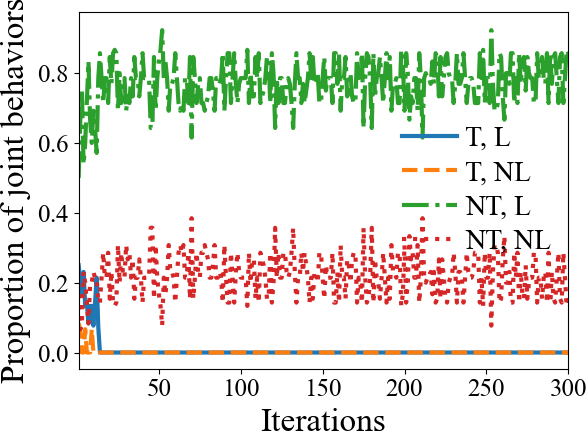 Proportion of joint behaviors
0.8
0.6
0.4
0.2
0.0
T, L
T, NL
NT, L
NT, NL
50
100
150
200
250
300
Iterations